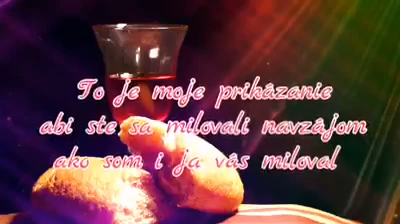 To je moje prikázanie
abi ste sa milovali navzájom
ako som i ja vás miloval